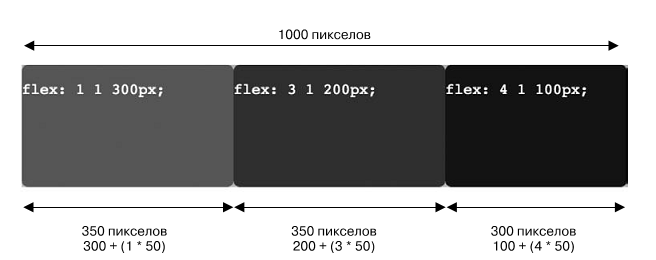 1000 пикселов
flex: 1 1 300px;
flex: 3 1 200px;
flex: 4 1 100px;
350 пикселов
300 + (1 * 50)
350 пикселов
200 + (3 * 50)
300 пикселов
100 + (4 * 50)